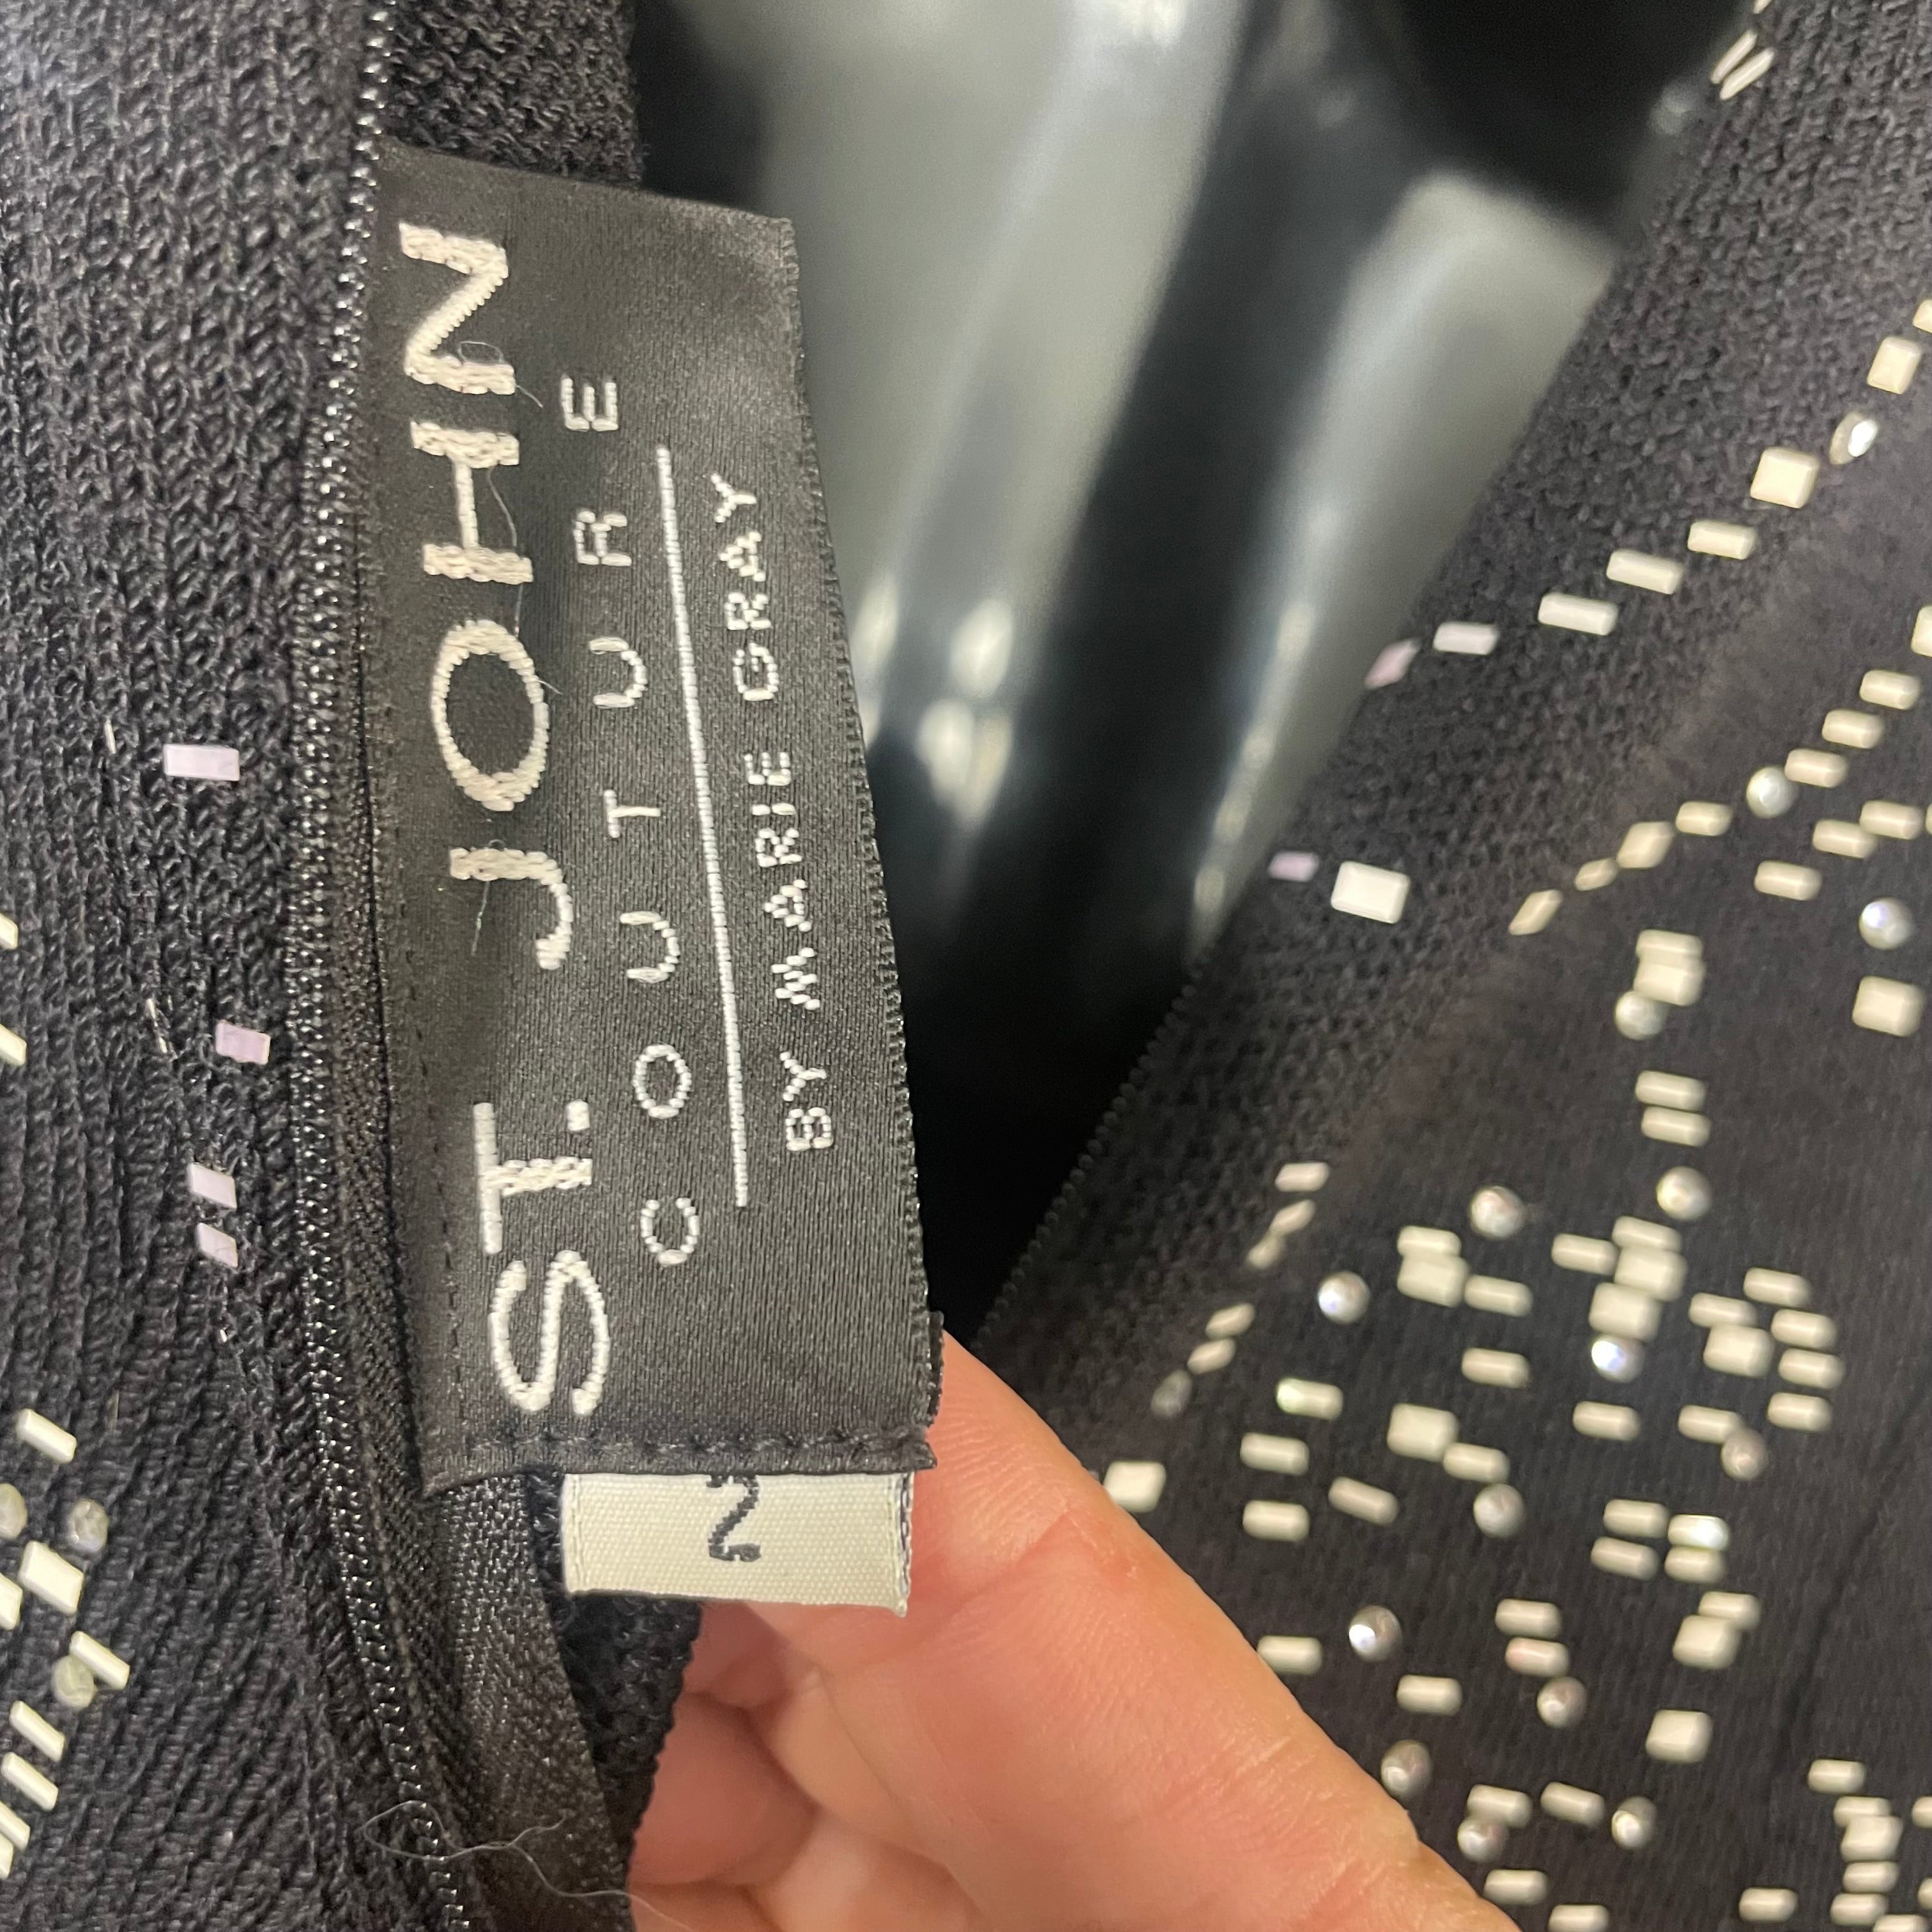 ST. JOHN
COUTURE
BY MARIE GRAY
2